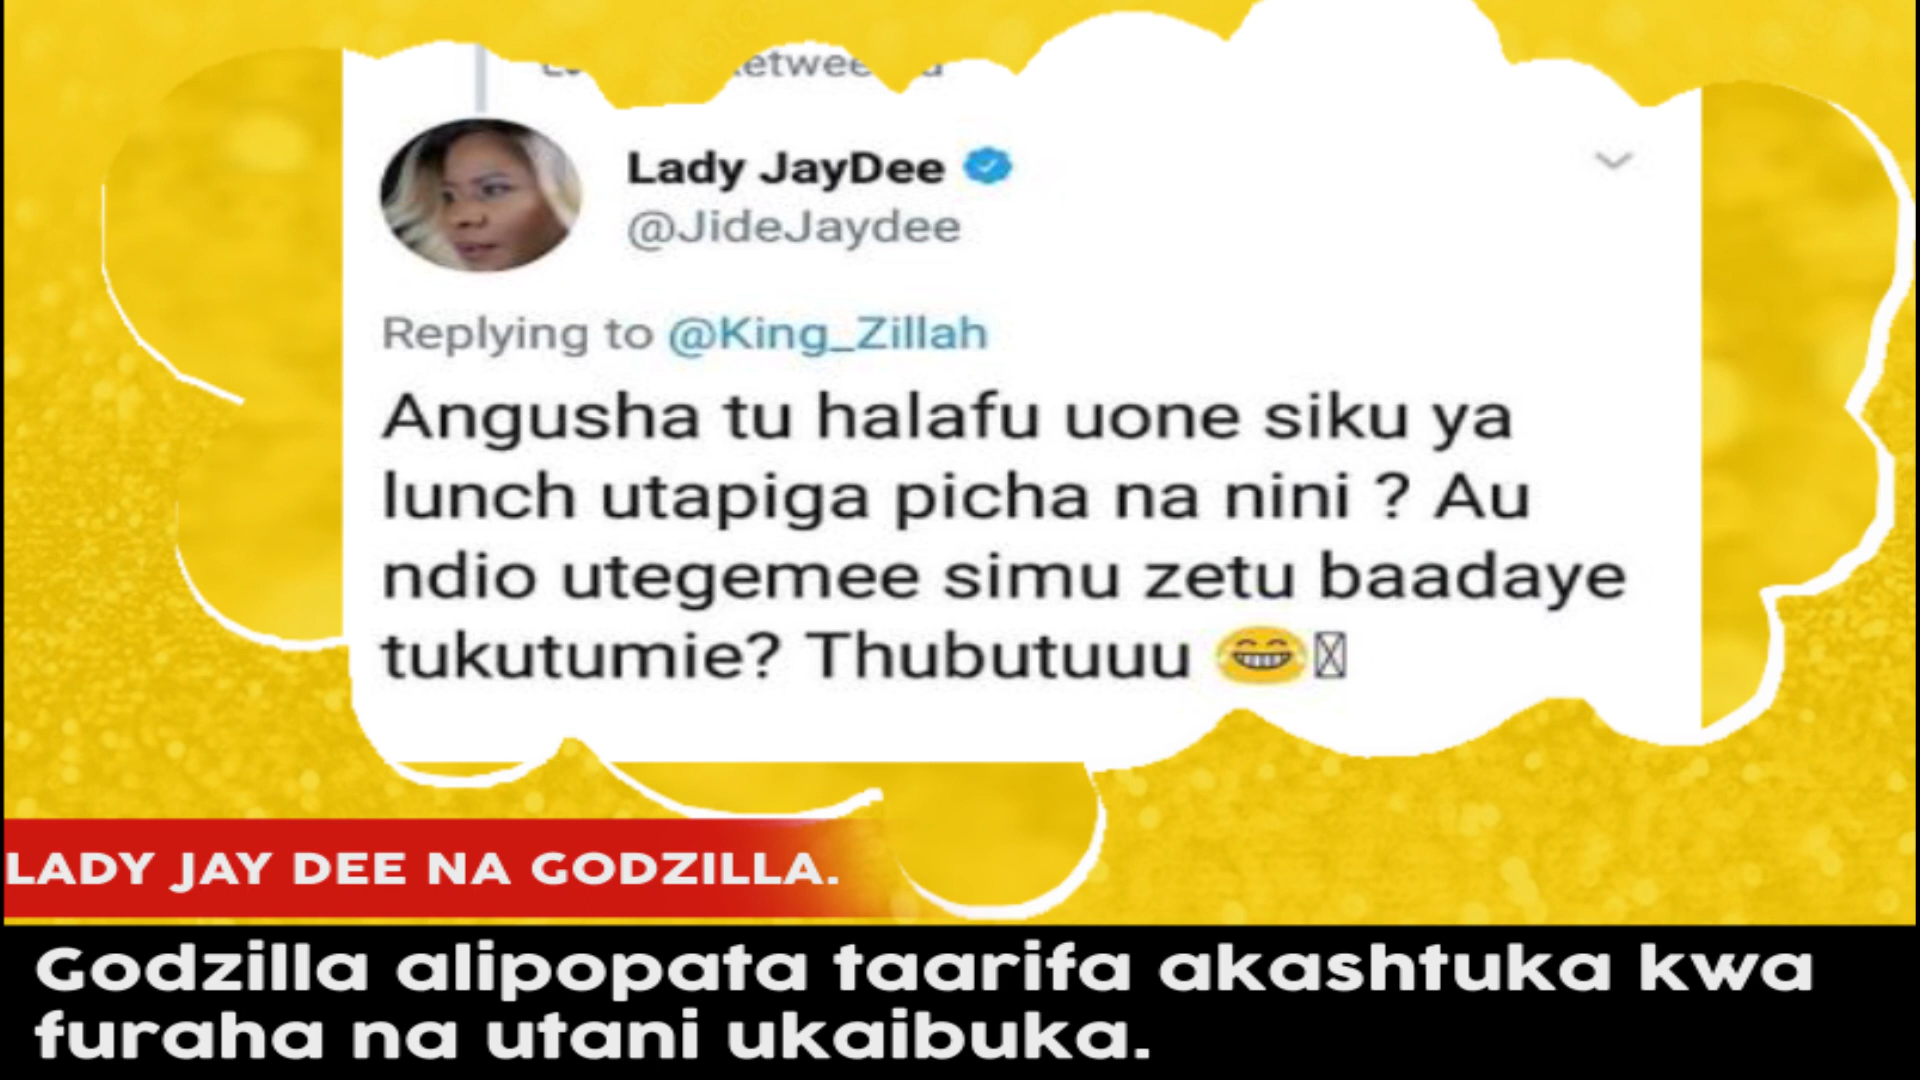 Lady JayDee
@JideJaydee
Replying to @King_Zillah
Angusha tu halafu uone siku ya
lunch utapiga picha na nini ? Au
ndio utegemee simu zetu baadaye
tukutumie? Thubutuuu 😂
LADY JAY DEE NA GODZILLA.
Godzilla alipopata taarifa akashtuka kwa
furaha na utani ukaibuka.